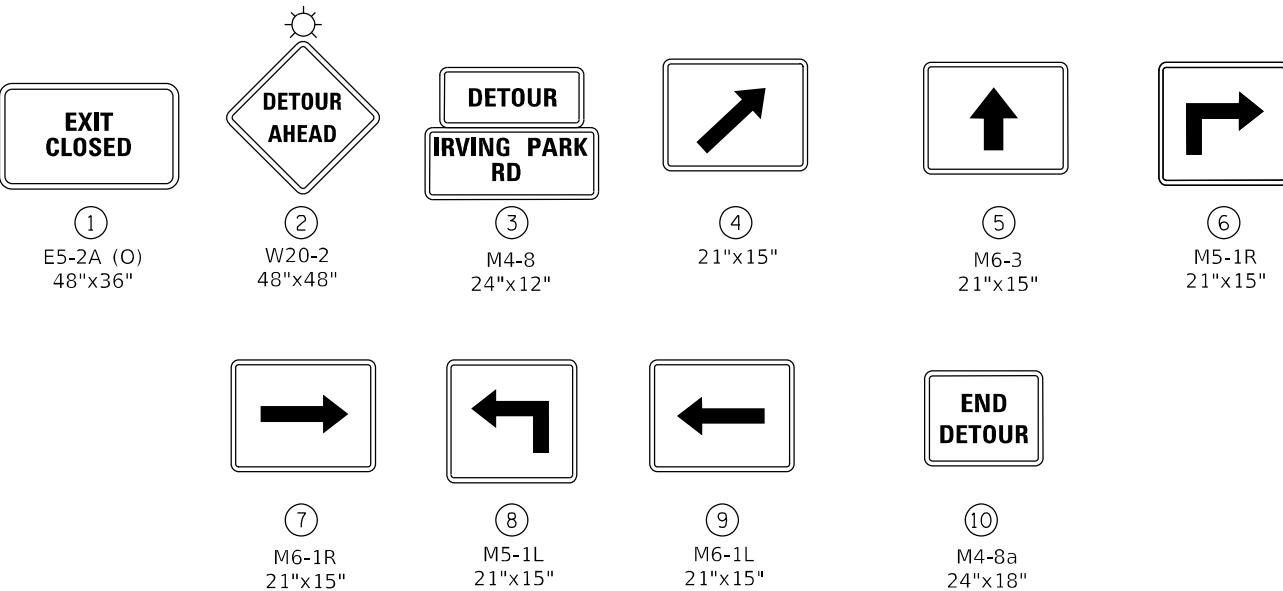 EXIT
CLOSED
1
E5-2A (O)
48"x36"
DETOUR
AHEAD
2
W20-2
48"x48"
DETOUR
IRVING PARK
RD
3
M4-8
24"x12"
4
21"x15"
5
M6-3
21"x15"
6
M5-1R
21"x15"
7
M6-1R
21"x15"
8
M5-1L
21"x15"
9
M6-1L
21"x15"
END
DETOUR
10
M4-8a
24"x18"